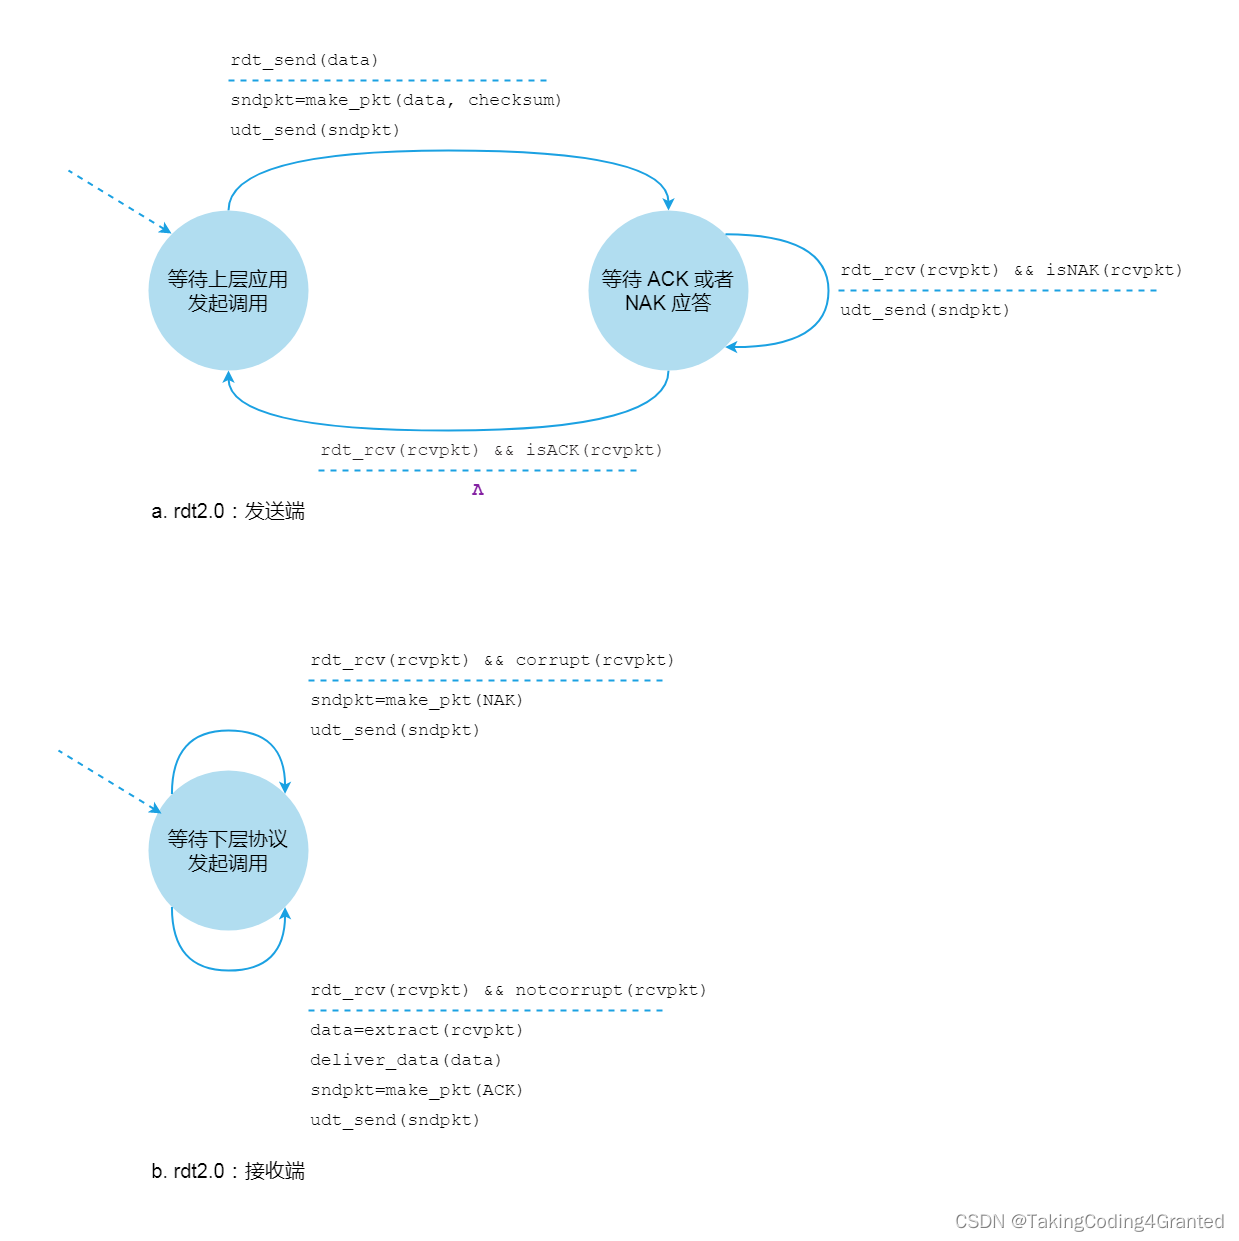 rdt_send(data)
sndpkt=make_pkt(data, checksum)
udt_send(sndpkt)
等待上层应用
发起调用
等待 ACK 或者
NAK 应答
rdt_rcv(rcvpkt) && isNAK(rcvpkt)
udt_send(sndpkt)
rdt_rcv(rcvpkt) && isACK(rcvpkt)
Λ
a. rdt2.0：发送端
rdt_rcv(rcvpkt) && corrupt(rcvpkt)
sndpkt=make_pkt(NAK)
udt_send(sndpkt)
等待下层协议
发起调用
rdt_rcv(rcvpkt) && notcorrupt(rcvpkt)
data=extract(rcvpkt)
deliver_data(data)
sndpkt=make_pkt(ACK)
udt_send(sndpkt)
b. rdt2.0：接收端
CSDN @TakingCoding4Granted